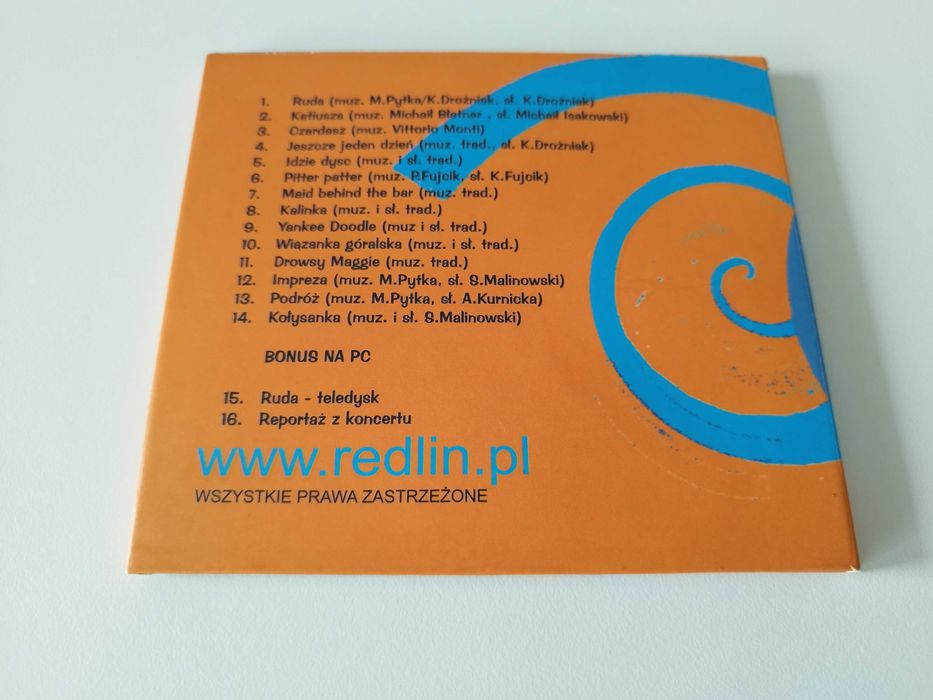 1. Ruda (muz. M.Pytka/K.Drożniak, sł. K.Drożniak)
2. Katiusza (muz. Michaił Błatner , sł. Michaił Isakowski)
3. Czardasz (muz. Vittorio Monti)
4. Jeszcze jeden dzień (muz. trad., sł. K.Drożniak)
5. Idzie dysc (muz. i sł. trad.)
6. Pitter patter (muz. P.Fujcik, sł. K.Fujcik)
7. Maid behind the bar (muz. trad.)
8. Kalinka (muz. i sł. trad.)
9. Yankee Doodle (muz i sł. trad.)
10. Wiązanka góralska (muz. i sł. trad.)
11. Drowsy Maggie (muz. trad.)
12. Impreza (muz. M.Pytka, sł. S.Malinowski)
13. Podróż (muz. M.Pytka, sł. A.Kurnicka)
14. Kołysanka (muz. i sł. S.Malinowski)
BONUS NA PC
15. Ruda - teledysk
16. Reportaż z koncertu
www.redlin.pl
WSZYSTKIE PRAWA ZASTRZEŻONE